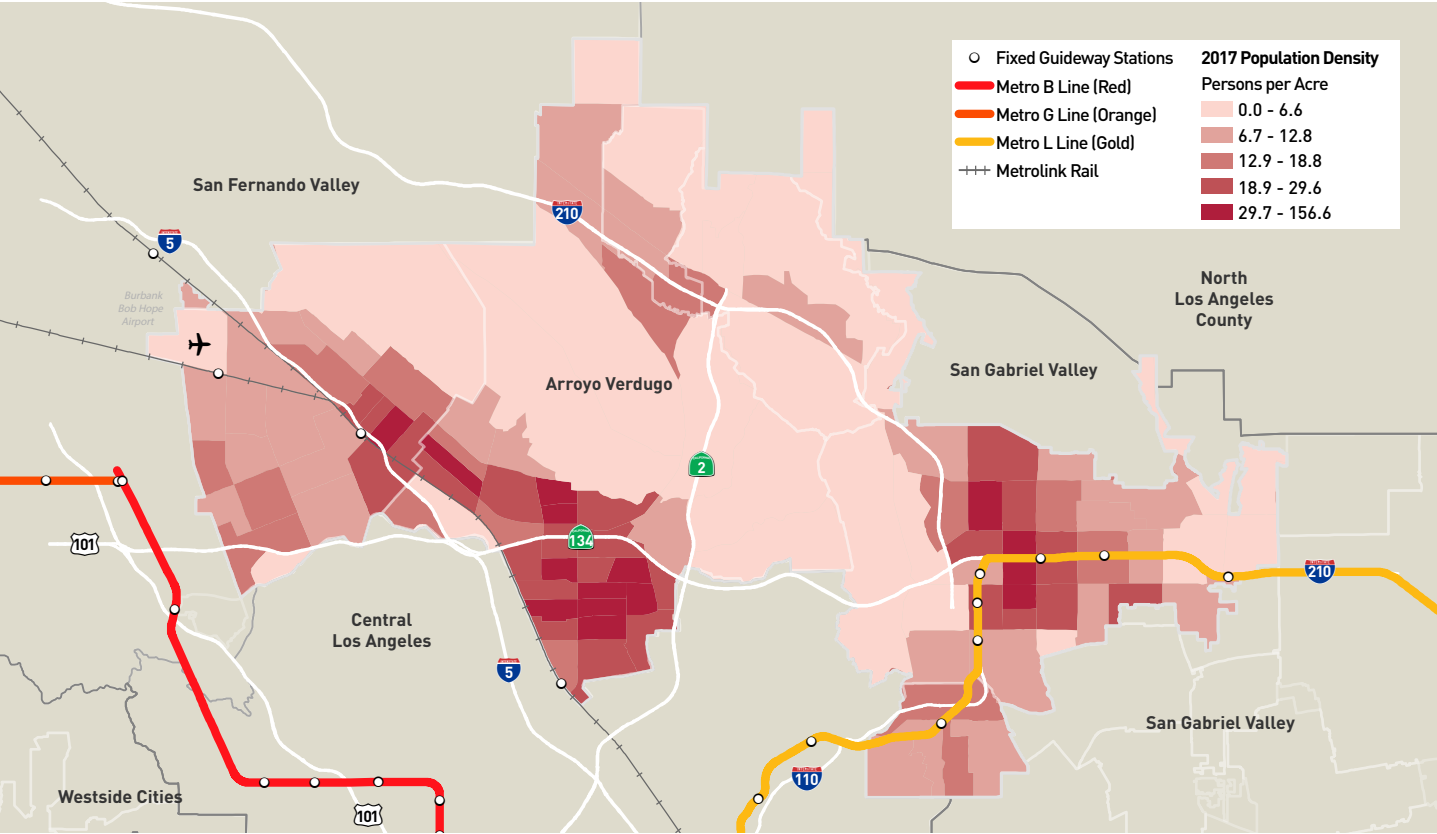 Fixed Guideway Stations
Metro B Line (Red)
Metro G Line (Orange)
Metro L Line (Gold)
Metrolink Rail
2017 Population Density
Persons per Acre
0.0 - 6.6
6.7 - 12.8
12.9 - 18.8
18.9 - 29.6
29.7 - 156.6
San Fernando Valley
210
5
North
Los Angeles
County
Burbank
Bob Hope
Airport
Arroyo Verdugo
San Gabriel Valley
2
134
101
210
Central
Los Angeles
5
San Gabriel Valley
110
Westside Cities
101